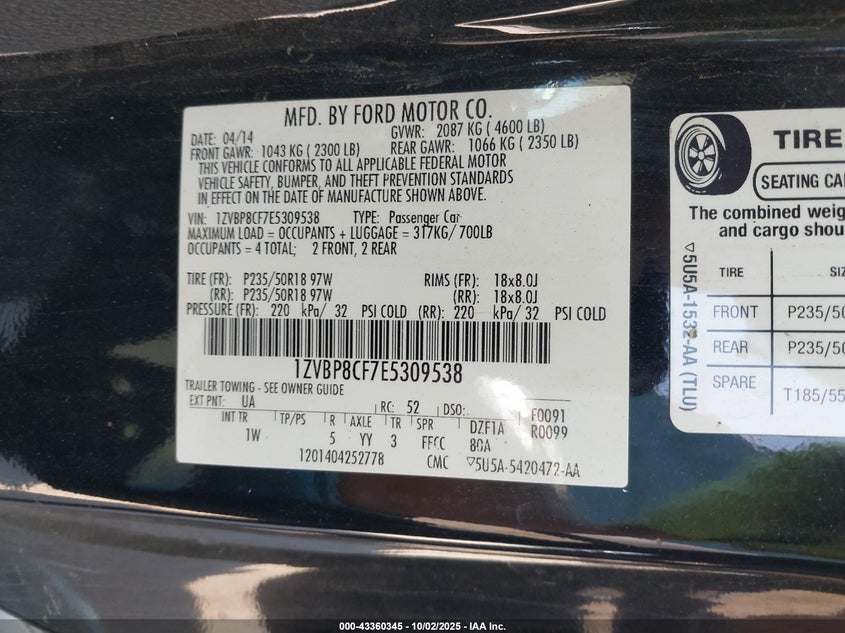 MFD. BY FORD MOTOR CO.
DATE: 04/14 GVWR: 2087 KG ( 4600 LB)
FRONT GAWR: 1043 KG ( 2300 LB) REAR GAWR: 1066 KG ( 2350 LB)
THIS VEHICLE CONFORMS TO ALL APPLICABLE FEDERAL MOTOR
VEHICLE SAFETY, BUMPER, AND THEFT PREVENTION STANDARDS
IN EFFECT ON THE DATE OF MANUFACTURE SHOWN ABOVE.
VIN: 1ZVBP8CF7E5309538 TYPE: Passenger Car
MAXIMUM LOAD = OCCUPANTS + LUGGAGE = 317KG/ 700LB
OCCUPANTS = 4 TOTAL; 2 FRONT, 2 REAR
TIRE (FR): P235/50R18 97W RIMS (FR): 18x8.0J
(RR): P235/50R18 97W (RR): 18x8.0J
PRESSURE (FR): 220 kPa/ 32 PSI COLD (RR): 220 kPa/ 32 PSI COLD
1ZVBP8CF7E5309538
TRAILER TOWING - SEE OWNER GUIDE
EXT PNT: UA RC: 52 DSO: F0091
INT TR TP/PS R AXLE TR SPR DZF1A R0099
1W 5 YY 3 FFCC 80A
1201404252778 CMC ▽5U5A-5420472-AA
▽5U5A-1532-AA (TLU)
TIRE
SEATING CA
The combined weig
and cargo shou
TIRE SIZ
FRONT P235/50
REAR P235/50
SPARE T185/55
000-43360345 - 10/02/2025 - IAA Inc.